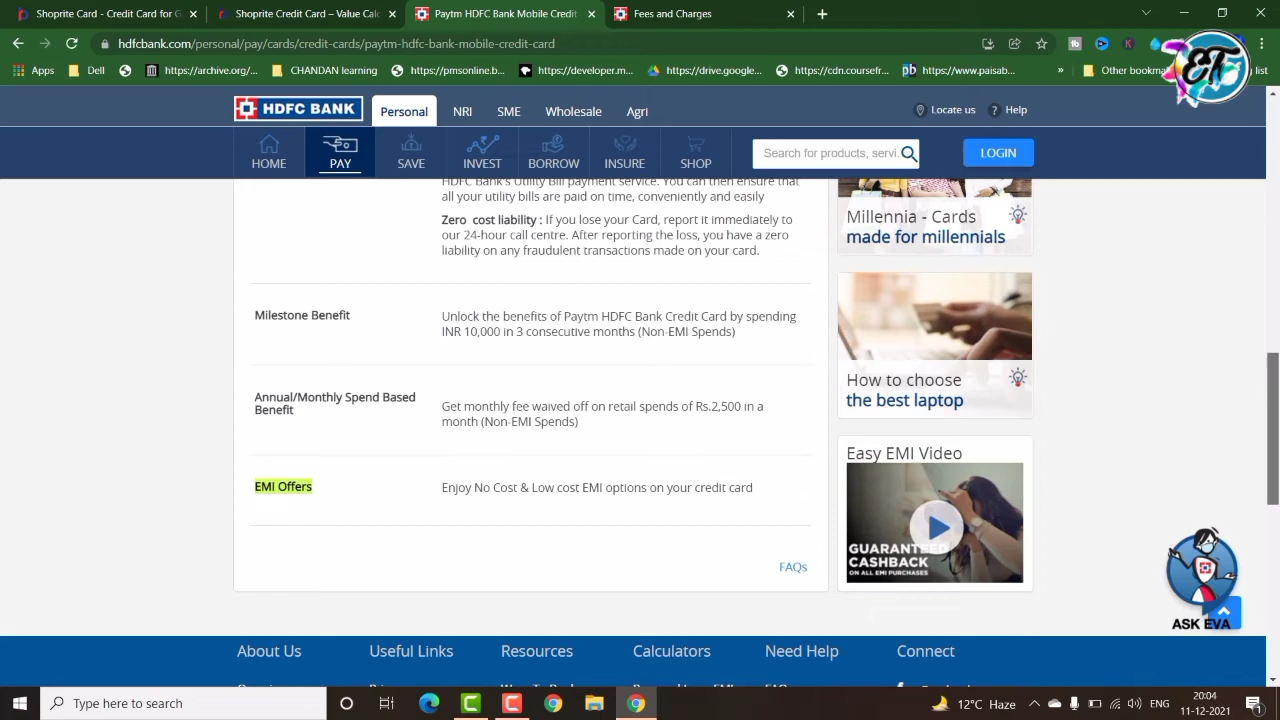 Sporprite - Card Credit for G
Shoprite - Valyou Card Cal
Paytm HDFC Bank Mobile Credit
Fees and Charges
hdfcbank.com/personal/pay/cards/credit-cards/paytm-hdfc-bank-mobile-credit-card
Apps
Dell
https://archive.org/...
CHANDAN learning
https://pmsonline.b...
https://developer.m...
https://drive.google...
https://cdn.coursefr...
https://www.paisab...
»
Other bookma
list
ET
HDFC BANK
Personal
NRI
SME
Wholesale
Agri
Locate us
? Help
HOME
PAY
SAVE
INVEST
BORROW
INSURE
SHOP
Search for products, servi.
LOGIN
HDFC Bank's Utility Bill payment service. You can then ensure that
all your utility bills are paid on time, conveniently and easily
Zero cost liability : If you lose your Card, report it immediately to
our 24-hour call centre. After reporting the loss, you have a zero
liability on any fraudulent transactions made on your card.
Milestone Benefit
Unlock the benefits of Paytm HDFC Bank Credit Card by spending
INR 10,000 in 3 consecutive months (Non-EMI Spends)
Annual/Monthly Spend Based
Benefit
Get monthly fee waived off on retail spends of Rs.2,500 in a
month (Non-EMI Spends)
EMI Offers
Enjoy No Cost & Low cost EMI options on your credit card
FAQs
Millennia - Cards
made for millennials
How to choose
the best laptop
Easy EMI Video
GUARANTEED
CASHBACK
ON ALL EMI PURCHASES
ASK EVA
About Us
Useful Links
Resources
Calculators
Need Help
Connect
Type here to search
12°C Haze
ENG
20:04
11-12-2021